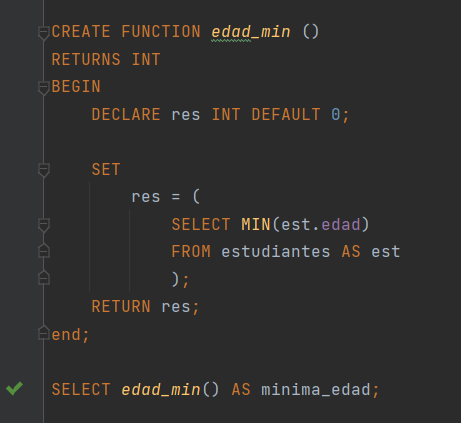 CREATE FUNCTION edad_min ()
RETURNS INT
BEGIN
    DECLARE res INT DEFAULT 0;
    SET
        res = (
            SELECT MIN(est.edad)
            FROM estudiantes AS est
            );
    RETURN res;
end;
SELECT edad_min() AS minima_edad;